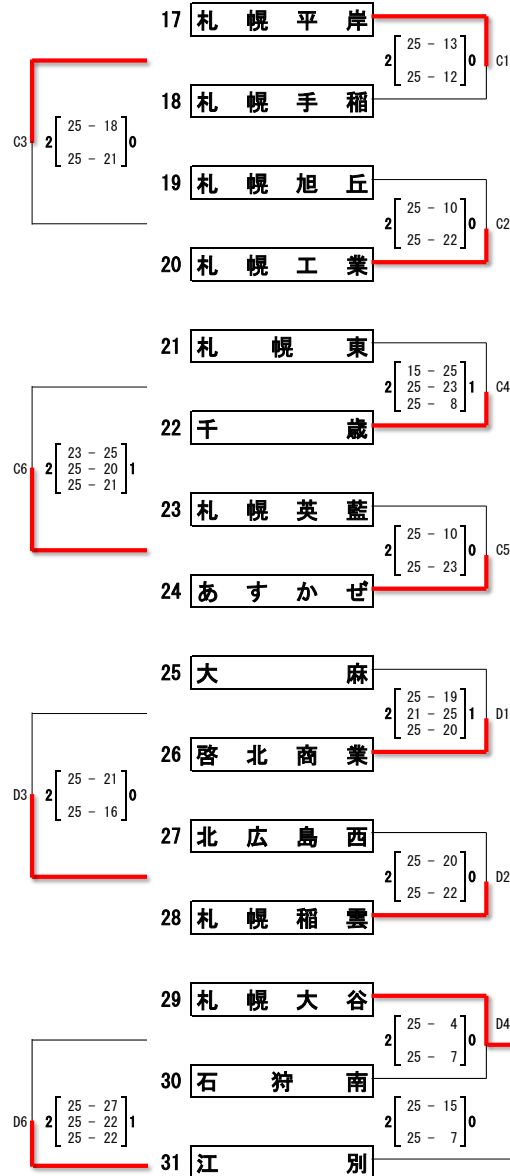 17 札幌平岸
2 25 - 13 0 C1
25 - 12
18 札幌手稲
C3 2 25 - 18 0
25 - 21
19 札幌旭丘
2 25 - 10 0 C2
25 - 22
20 札幌工業
21 札幌東
2 15 - 25 1 C4
25 - 23
25 - 8
22 千歳
C6 2 23 - 25 1
25 - 20
25 - 21
23 札幌英藍
2 25 - 10 0 C5
25 - 23
24 あすかぜ
25 大麻
2 25 - 19 1 D1
21 - 25
25 - 20
26 啓北商業
D3 2 25 - 21 0
25 - 16
27 北広島西
2 25 - 20 0 D2
25 - 22
28 札幌稲雲
29 札幌大谷
2 25 - 4 0 D4
25 - 7
30 石狩南
D6 2 25 - 27 1
25 - 22
25 - 22
2 25 - 15 0
25 - 7
31 江別